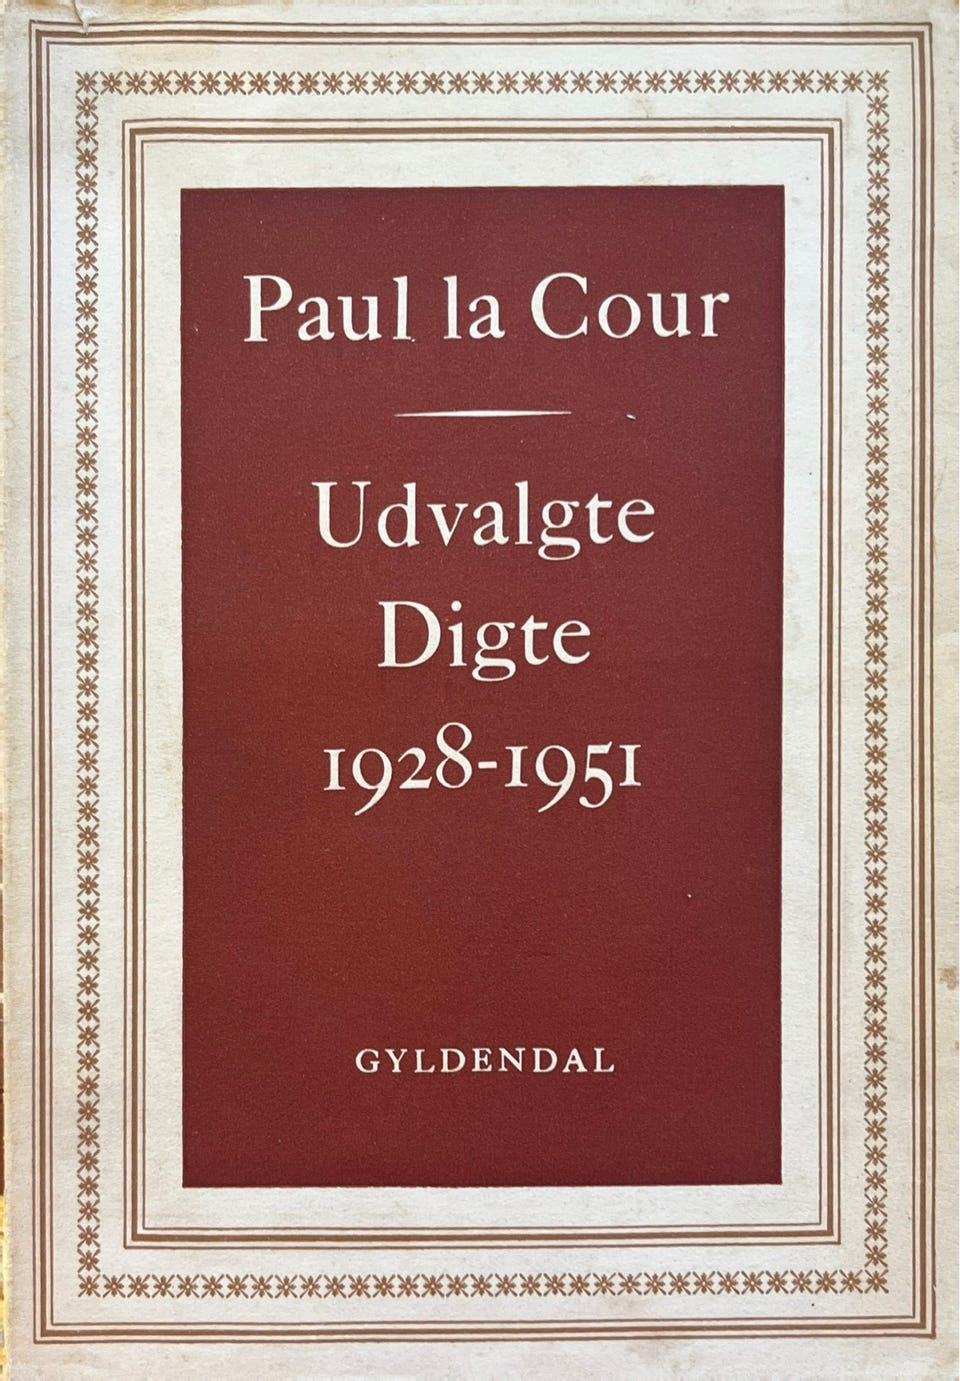 Paul la Cour
Udvalgte
Digte
1928-1951
GYLDENDAL